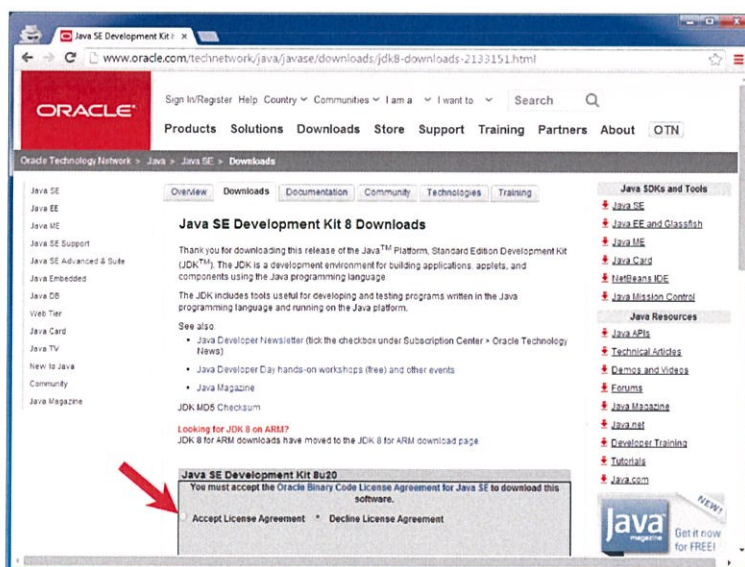 Java SE Development Kit 8
www.oracle.com/technetwork/java/javase/downloads/jdk8-downloads-2133151.html
ORACLE
Sign In/Register Help Country Communities I am a I want to Search
Products Solutions Downloads Store Support Training Partners About OTN
Oracle Technology Network > Java > Java SE > Downloads
Java SE
Java EE
Java ME
Java SE Support
Java SE Advanced & Suite
Java Embedded
Java DB
Web Tier
Java Card
Java TV
New to Java
Community
Java Magazine
Overview Downloads Documentation Community Technologies Training
Java SE Development Kit 8 Downloads
Thank you for downloading this release of the Java™ Platform, Standard Edition Development Kit
(JDK™). The JDK is a development environment for building applications, applets, and
components using the Java programming language.
The JDK includes tools useful for developing and testing programs written in the Java
programming language and running on the Java platform.
See also:
• Java Developer Newsletter (tick the checkbox under Subscription Center > Oracle Technology
News)
• Java Developer Day hands-on workshops (free) and other events
• Java Magazine
JDK MD5 Checksum
Looking for JDK 8 on ARM?
JDK 8 for ARM downloads have moved to the JDK 8 for ARM download page
Java SE Development Kit 8u20
You must accept the Oracle Binary Code License Agreement for Java SE to download this
software.
Accept License Agreement Decline License Agreement
Java SDKs and Tools
Java SE
Java EE and Glassfish
Java ME
Java Card
NetBeans IDE
Java Mission Control
Java Resources
Java APIs
Technical Articles
Demos and Videos
Forums
Java Magazine
Java.net
Developer Training
Tutorials
Java.com
NEW!
Java
magazine
Get it now
for FREE!